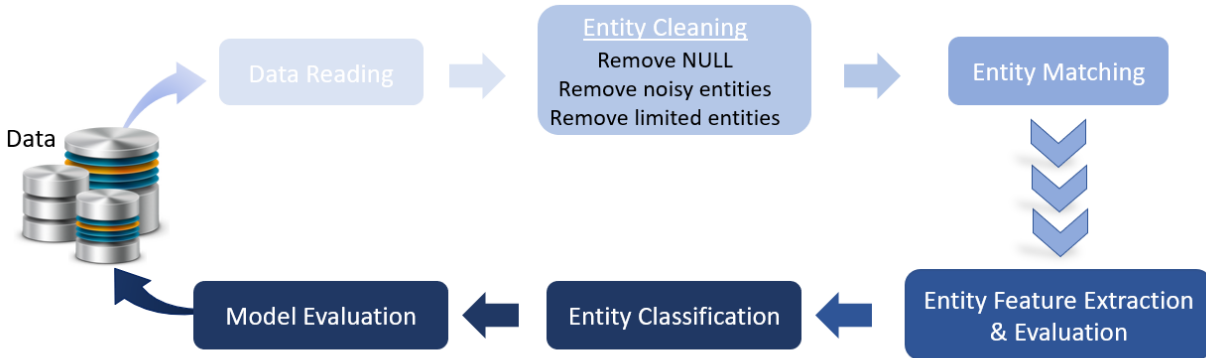 Data
Data Reading
Entity Cleaning
Remove NULL
Remove noisy entities
Remove limited entities
Entity Matching
Entity Feature Extraction
& Evaluation
Entity Classification
Model Evaluation